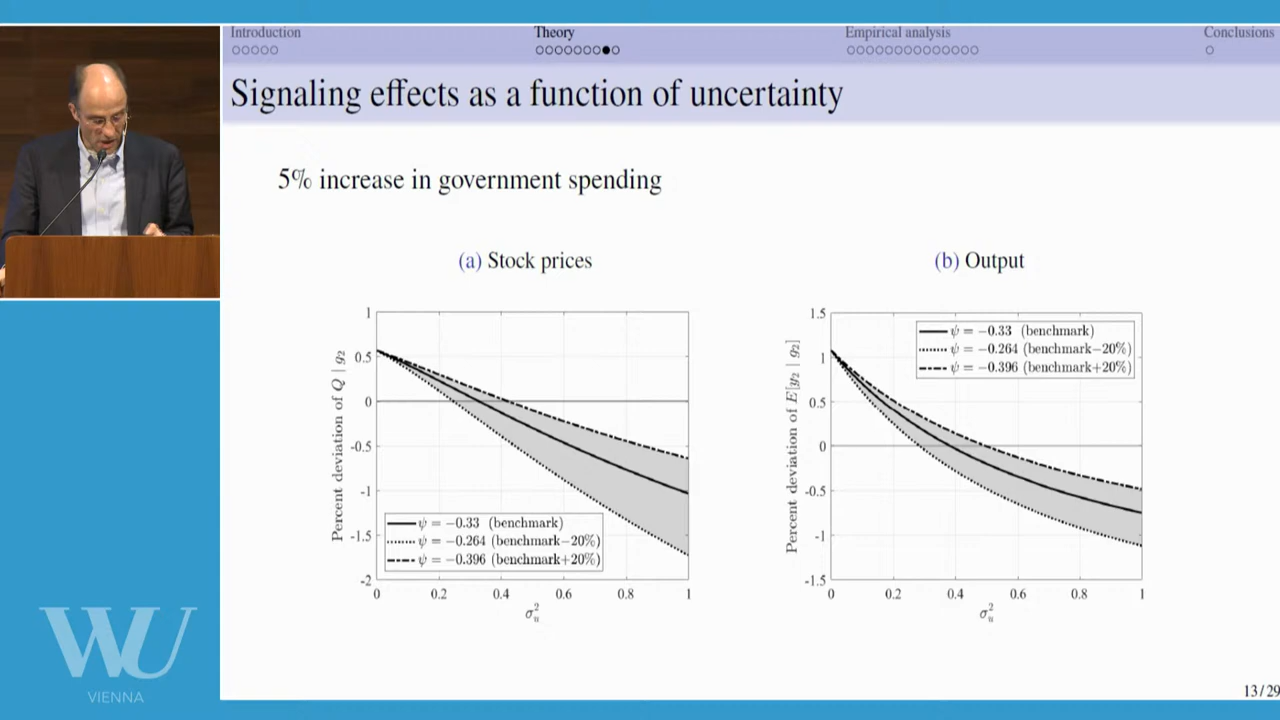 Introduction
Theory
Empirical analysis
Conclusions
Signaling effects as a function of uncertainty
5% increase in government spending
(a) Stock prices
Percent deviation of Q | g₂
1
0.5
0
-0.5
-1
-1.5
-2
ψ = −0.33 (benchmark)
ψ = −0.264 (benchmark−20%)
ψ = −0.396 (benchmark+20%)
0 0.2 0.4 0.6 0.8 1
σ²ᵤ
(b) Output
Percent deviation of E[y₂ | g₂]
1.5
1
0.5
0
-0.5
-1
-1.5
ψ = −0.33 (benchmark)
ψ = −0.264 (benchmark−20%)
ψ = −0.396 (benchmark+20%)
0 0.2 0.4 0.6 0.8 1
σ²ᵤ
WU
VIENNA
13/29